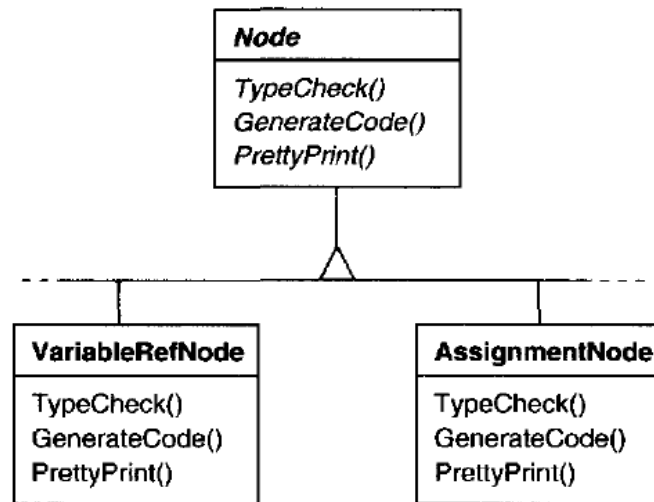 Node
TypeCheck()
GenerateCode()
PrettyPrint()
VariableRefNode
TypeCheck()
GenerateCode()
PrettyPrint()
AssignmentNode
TypeCheck()
GenerateCode()
PrettyPrint()